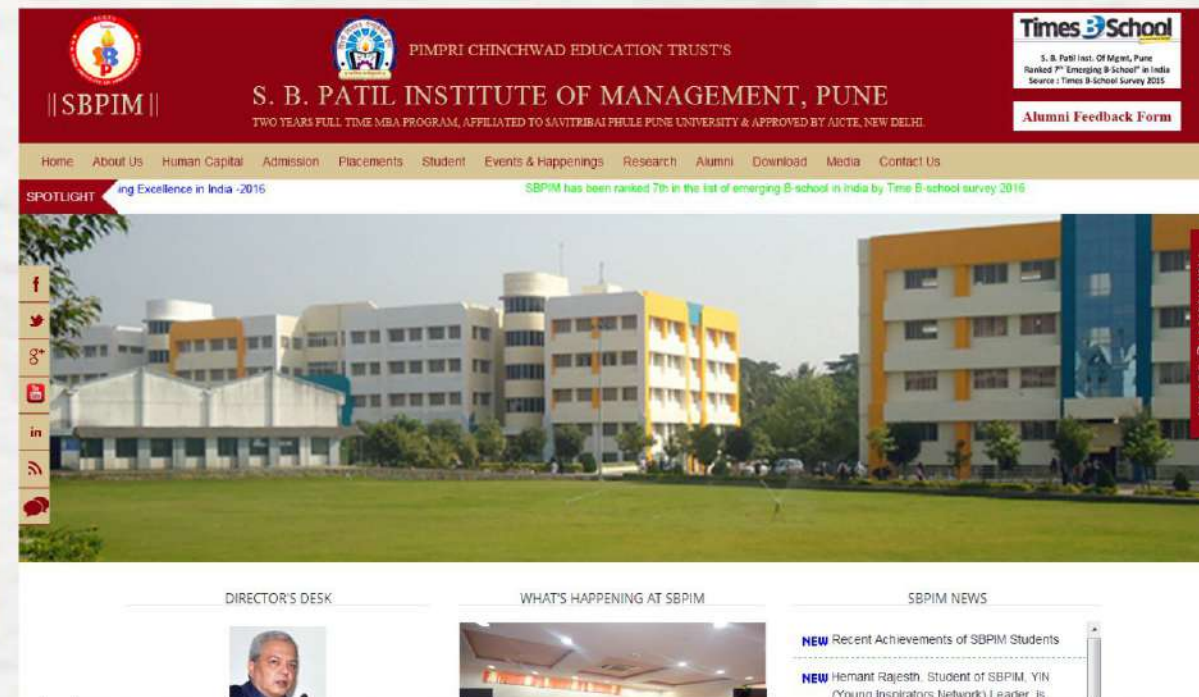 PIMPRI CHINCHWAD EDUCATION TRUST'S
|| SBPIM ||
S. B. PATIL INSTITUTE OF MANAGEMENT, PUNE
TWO YEARS FULL TIME MBA PROGRAM, AFFILIATED TO SAVITRIBAI PHULE PUNE UNIVERSITY & APPROVED BY AICTE, NEW DELHI.
Times B School
S. B. Patil Inst. Of Mgmt, Pune
Ranked 7th "Emerging B-School" in India
Source : Times B-School Survey 2015
Alumni Feedback Form
Home About Us Human Capital Admission Placements Student Events & Happenings Research Alumni Download Media Contact Us
SPOTLIGHT ing Excellence in India -2016 SBPIM has been ranked 7th in the list of emerging B-school in India by Time B-school survey 2016
f
g+
You
in
DIRECTOR'S DESK
WHAT'S HAPPENING AT SBPIM
SBPIM NEWS
NEW Recent Achievements of SBPIM Students
NEW Hemant Rajesth, Student of SBPIM, YIN
(Young Inspirators Network) Leader, is